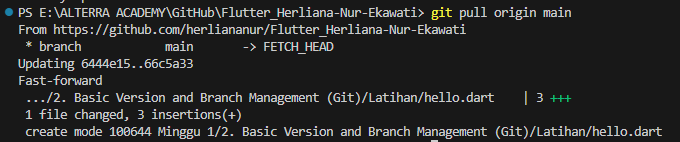 PS E:\ALTERRA ACADEMY\GitHub\Flutter_Herliana-Nur-Ekawati> git pull origin main
From https://github.com/herliananur/Flutter_Herliana-Nur-Ekawati
 * branch            main       -> FETCH_HEAD
Updating 6444e15..66c5a33
Fast-forward
 .../2. Basic Version and Branch Management (Git)/Latihan/hello.dart    | 3 +++
 1 file changed, 3 insertions(+)
 create mode 100644 Minggu 1/2. Basic Version and Branch Management (Git)/Latihan/hello.dart